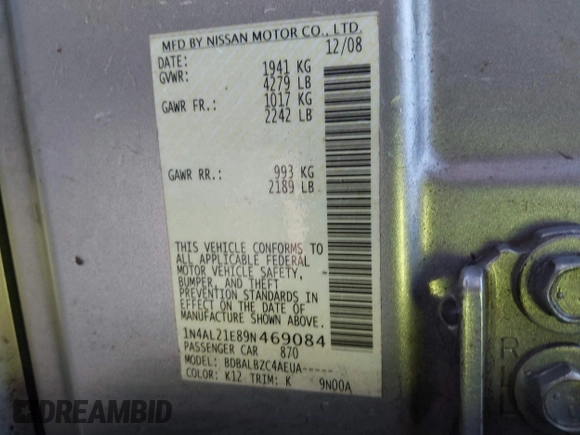 MFD BY NISSAN MOTOR CO., LTD.
DATE: 12/08
GVWR: 1941 KG
4279 LB
GAWR FR.: 1017 KG
2242 LB
GAWR RR.: 993 KG
2189 LB
THIS VEHICLE CONFORMS TO
ALL APPLICABLE FEDERAL
MOTOR VEHICLE SAFETY,
BUMPER, AND THEFT
PREVENTION STANDARDS IN
EFFECT ON THE DATE OF
MANUFACTURE SHOWN ABOVE.
1N4AL21E89N469084
PASSENGER CAR 870
MODEL: BDBALBZC4AEUA-----
COLOR: K12 TRIM: K 9N00A
DREAMBID